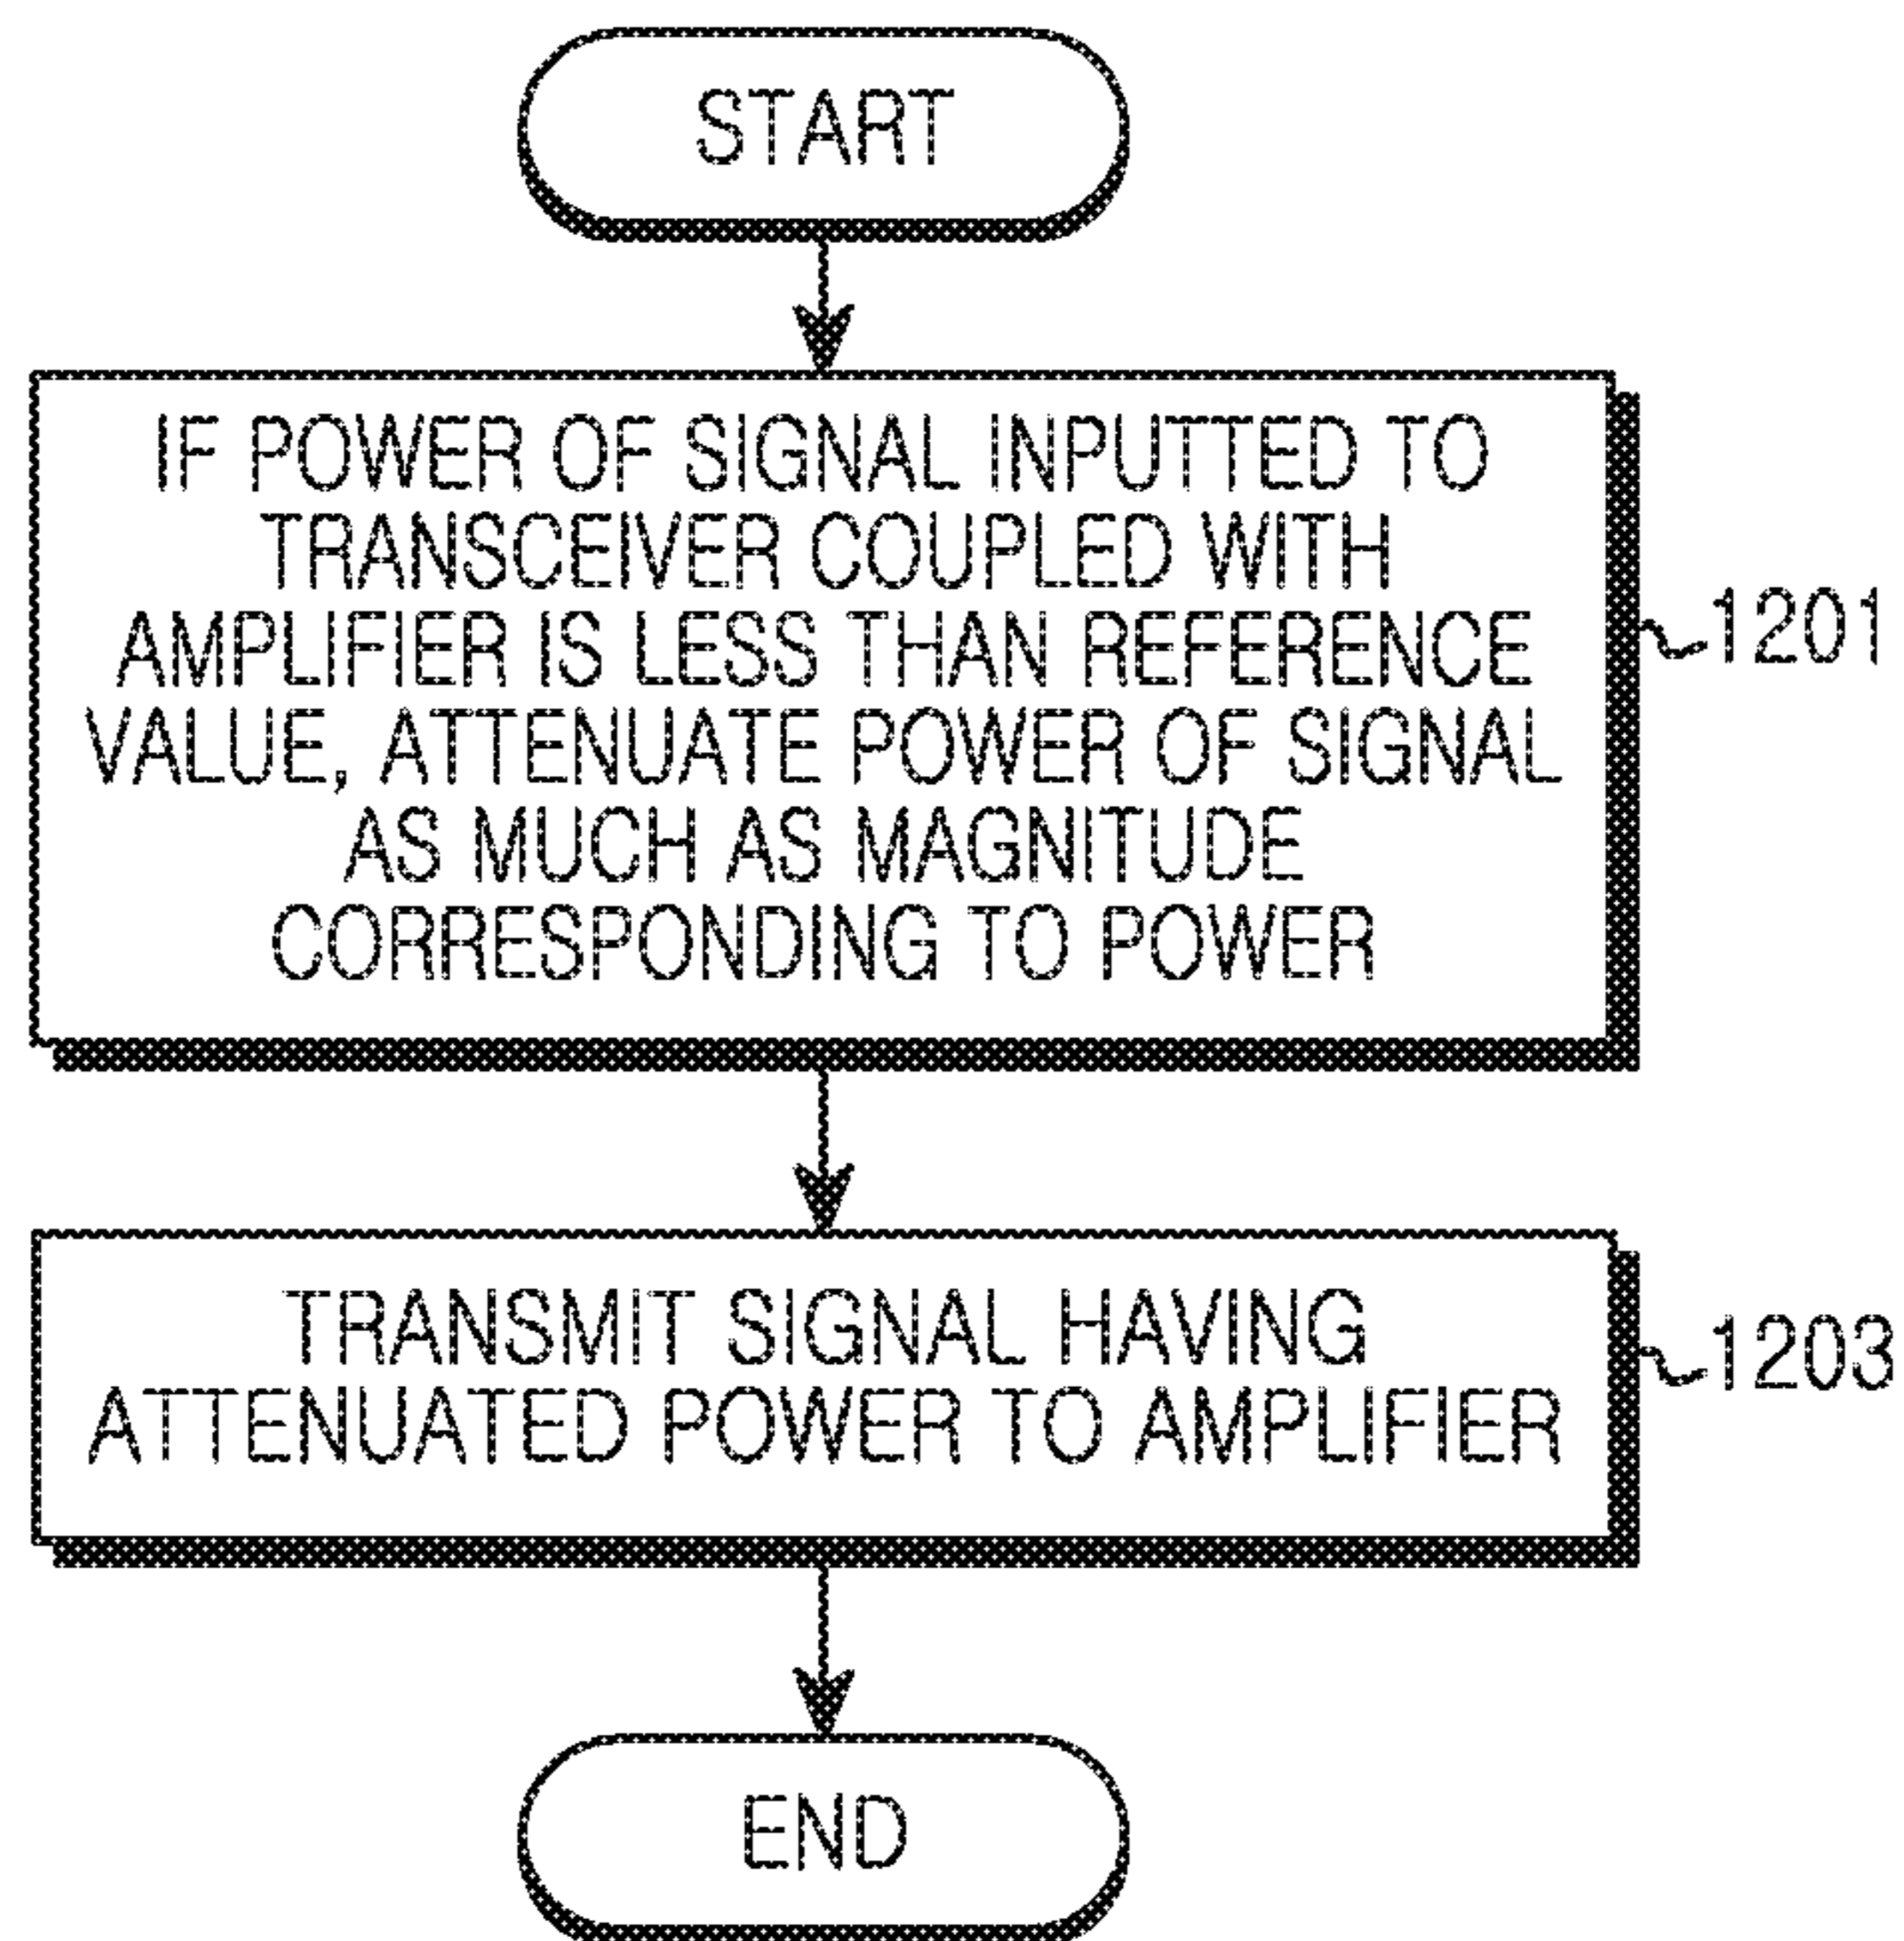 START
IF POWER OF SIGNAL INPUTTED TO
TRANSCEIVER COUPLED WITH
AMPLIFIER IS LESS THAN REFERENCE
VALUE, ATTENUATE POWER OF SIGNAL
AS MUCH AS MAGNITUDE
CORRESPONDING TO POWER
1201
TRANSMIT SIGNAL HAVING
ATTENUATED POWER TO AMPLIFIER
1203
END